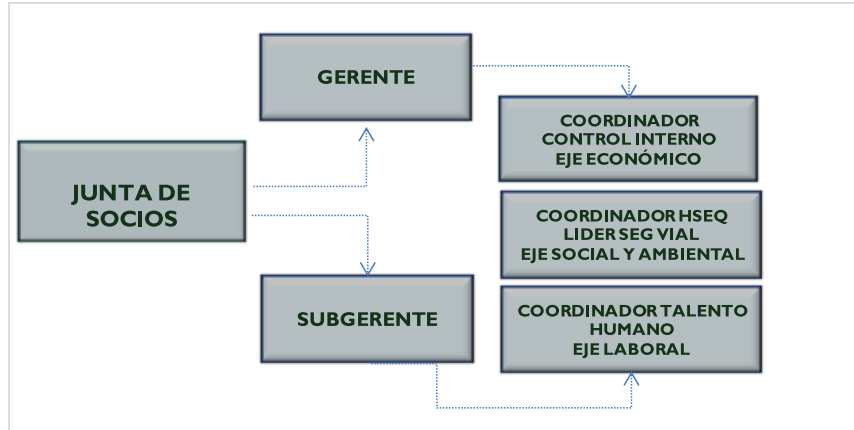 GERENTE
COORDINADOR
CONTROL INTERNO
EJE ECONÓMICO
JUNTA DE
SOCIOS
COORDINADOR HSEQ
LIDER SEG VIAL
EJE SOCIAL Y AMBIENTAL
SUBGERENTE
COORDINADOR TALENTO
HUMANO
EJE LABORAL